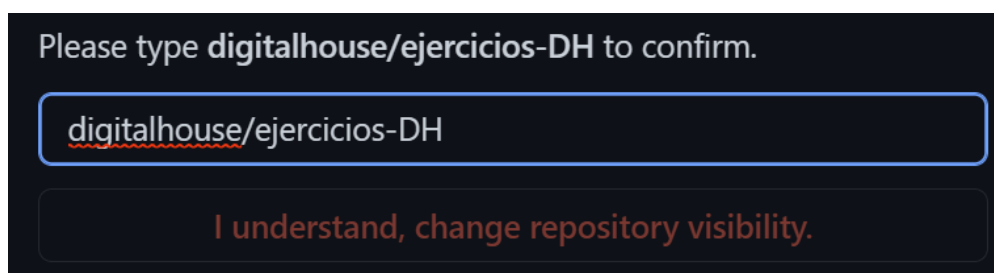 Please type digitalhouse/ejercicios-DH to confirm.
digitalhouse/ejercicios-DH
I understand, change repository visibility.